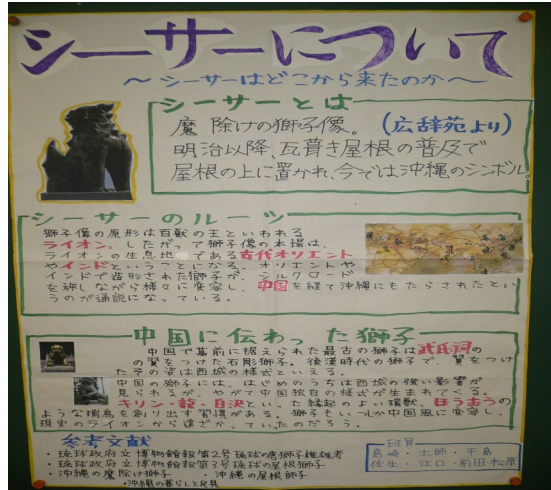 シーサーについて
～シーサーはどこから来たのか～
シーサーとは
魔除けの獅子像。(広辞苑より)
明治以降、瓦葺き屋根の普及で
屋根の上に置かれ、今では沖縄のシンボル。
シーサーのルーツ
獅子像の原形は百獣の王といわれる
ライオン。したがって獅子像の本場は、
ライオンの生息地である古代オリエント
やインドということになる。オリエントや
インドで造形された獅子が、シルクロード
を旅しながら様々に変容し、中国を経て沖縄にもたらされたとい
うのが通説になっている。
中国に伝わった獅子
中国で墓前に据えられた最古の獅子は武氏祠の
の翼をつけた石彫獅子。後漢時代の獅子で、翼をつけ
たその姿は西域の様式といえる。
中国の獅子には、はじめのうちは西域の強い影響が
見られるが、やがて中国独自の様式が生まれてくる。
キリン・龍・といった縁起のよい瑞獣、ほうおうの
ような瑞鳥を創り出す習慣がある。獅子もいつか中国風に変容し、
現実のライオンから遠ざかっていったのだろう。
参考文献
・琉球政府立博物館館報第2号 琉球の唐獅子雑考
・琉球政府立博物館館報第3号 琉球の屋根獅子
・沖縄の魔除け獅子 ・沖縄の屋根獅子
・沖縄の暮らしと民具
班員
島崎・土師・
佐生・江口・前田・松原